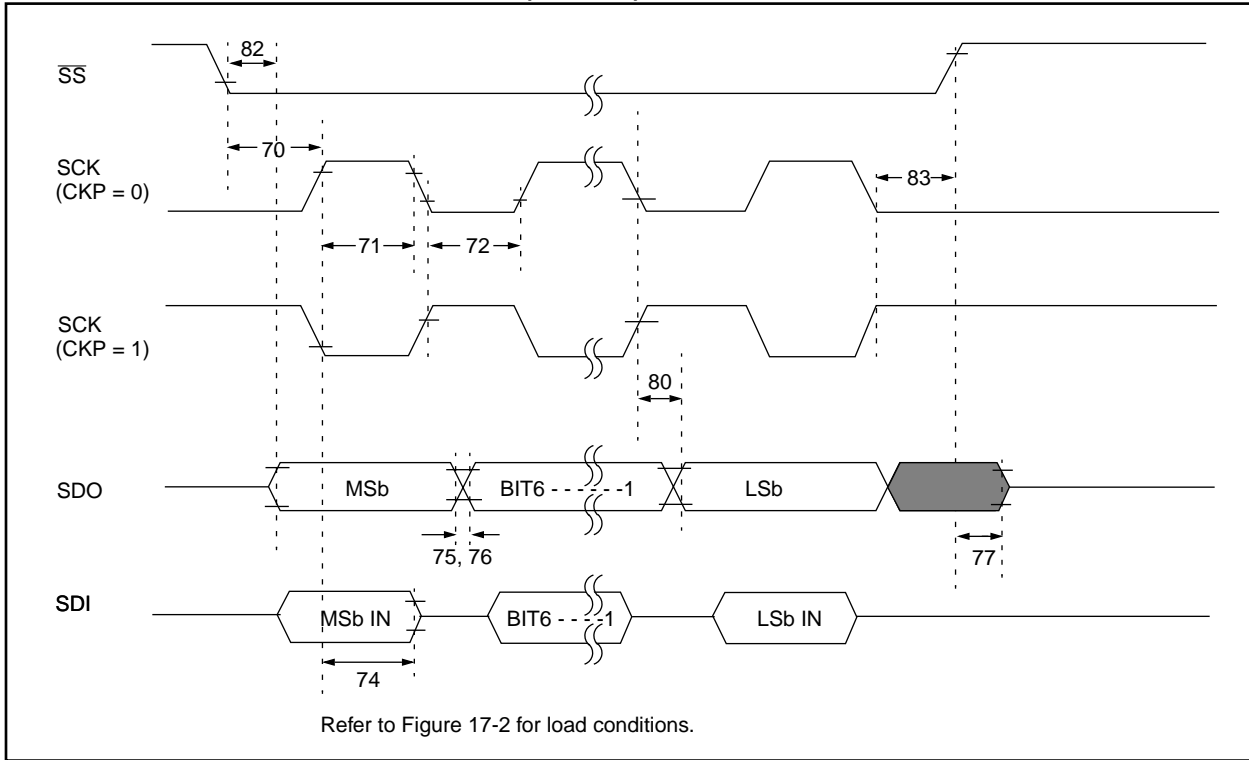 82
SS
70
SCK
(CKP = 0)
83
71
72
SCK
(CKP = 1)
80
SDO
MSb
BIT6 - - - - - -1
LSb
75, 76
77
SDI
MSb IN
BIT6 - - - -1
LSb IN
74
Refer to Figure 17-2 for load conditions.